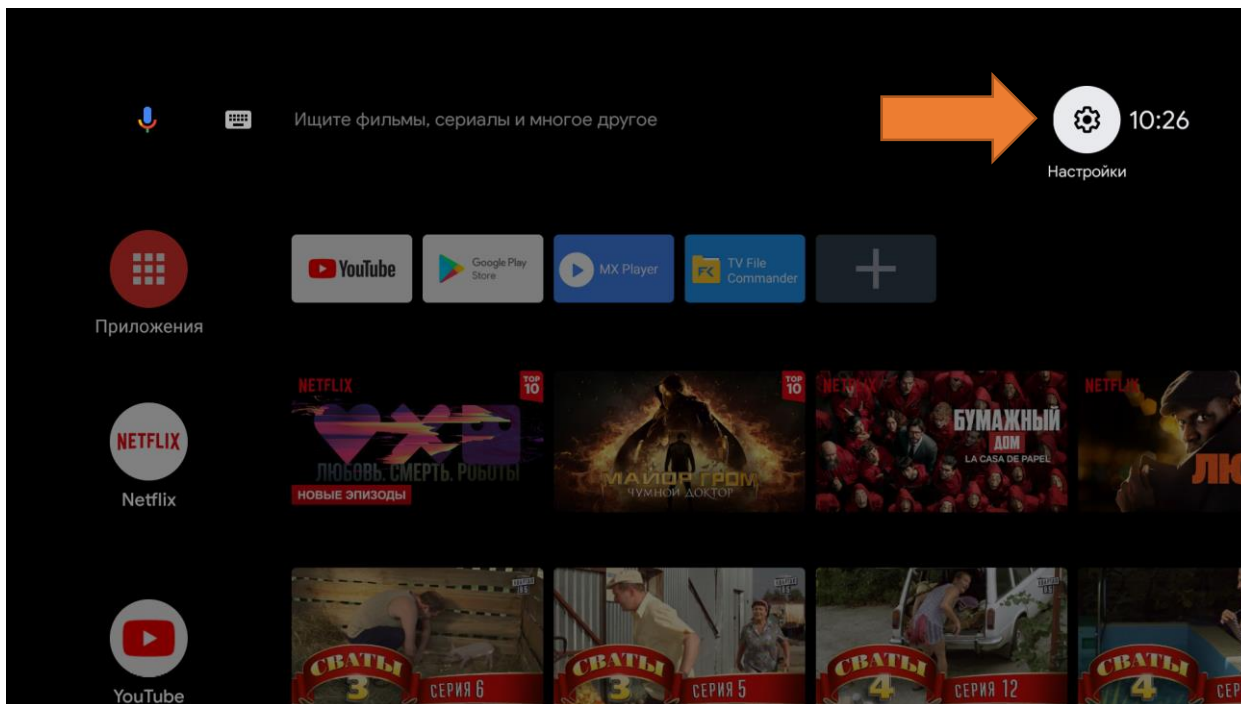 Ищите фильмы, сериалы и многое другое
10:26
Настройки
Приложения
YouTube
Google Play
Store
MX Player
TV File
Commander
Netflix
NETFLIX
NETFLIX
TOP
10
ЛЮБОВЬ. СМЕРТЬ. РОБОТЫ
НОВЫЕ ЭПИЗОДЫ
TOP
10
МАЙОР ГРОМ
ЧУМНОЙ ДОКТОР
NETFLIX
БУМАЖНЫЙ
ДОМ
LA CASA DE PAPEL
NETFLIX
ЛЮ
YouTube
СВАТЫ
3
СЕРИЯ 6
СВАТЫ
3
СЕРИЯ 5
СВАТЫ
4
СЕРИЯ 12
СВАТЫ
4
СЕР